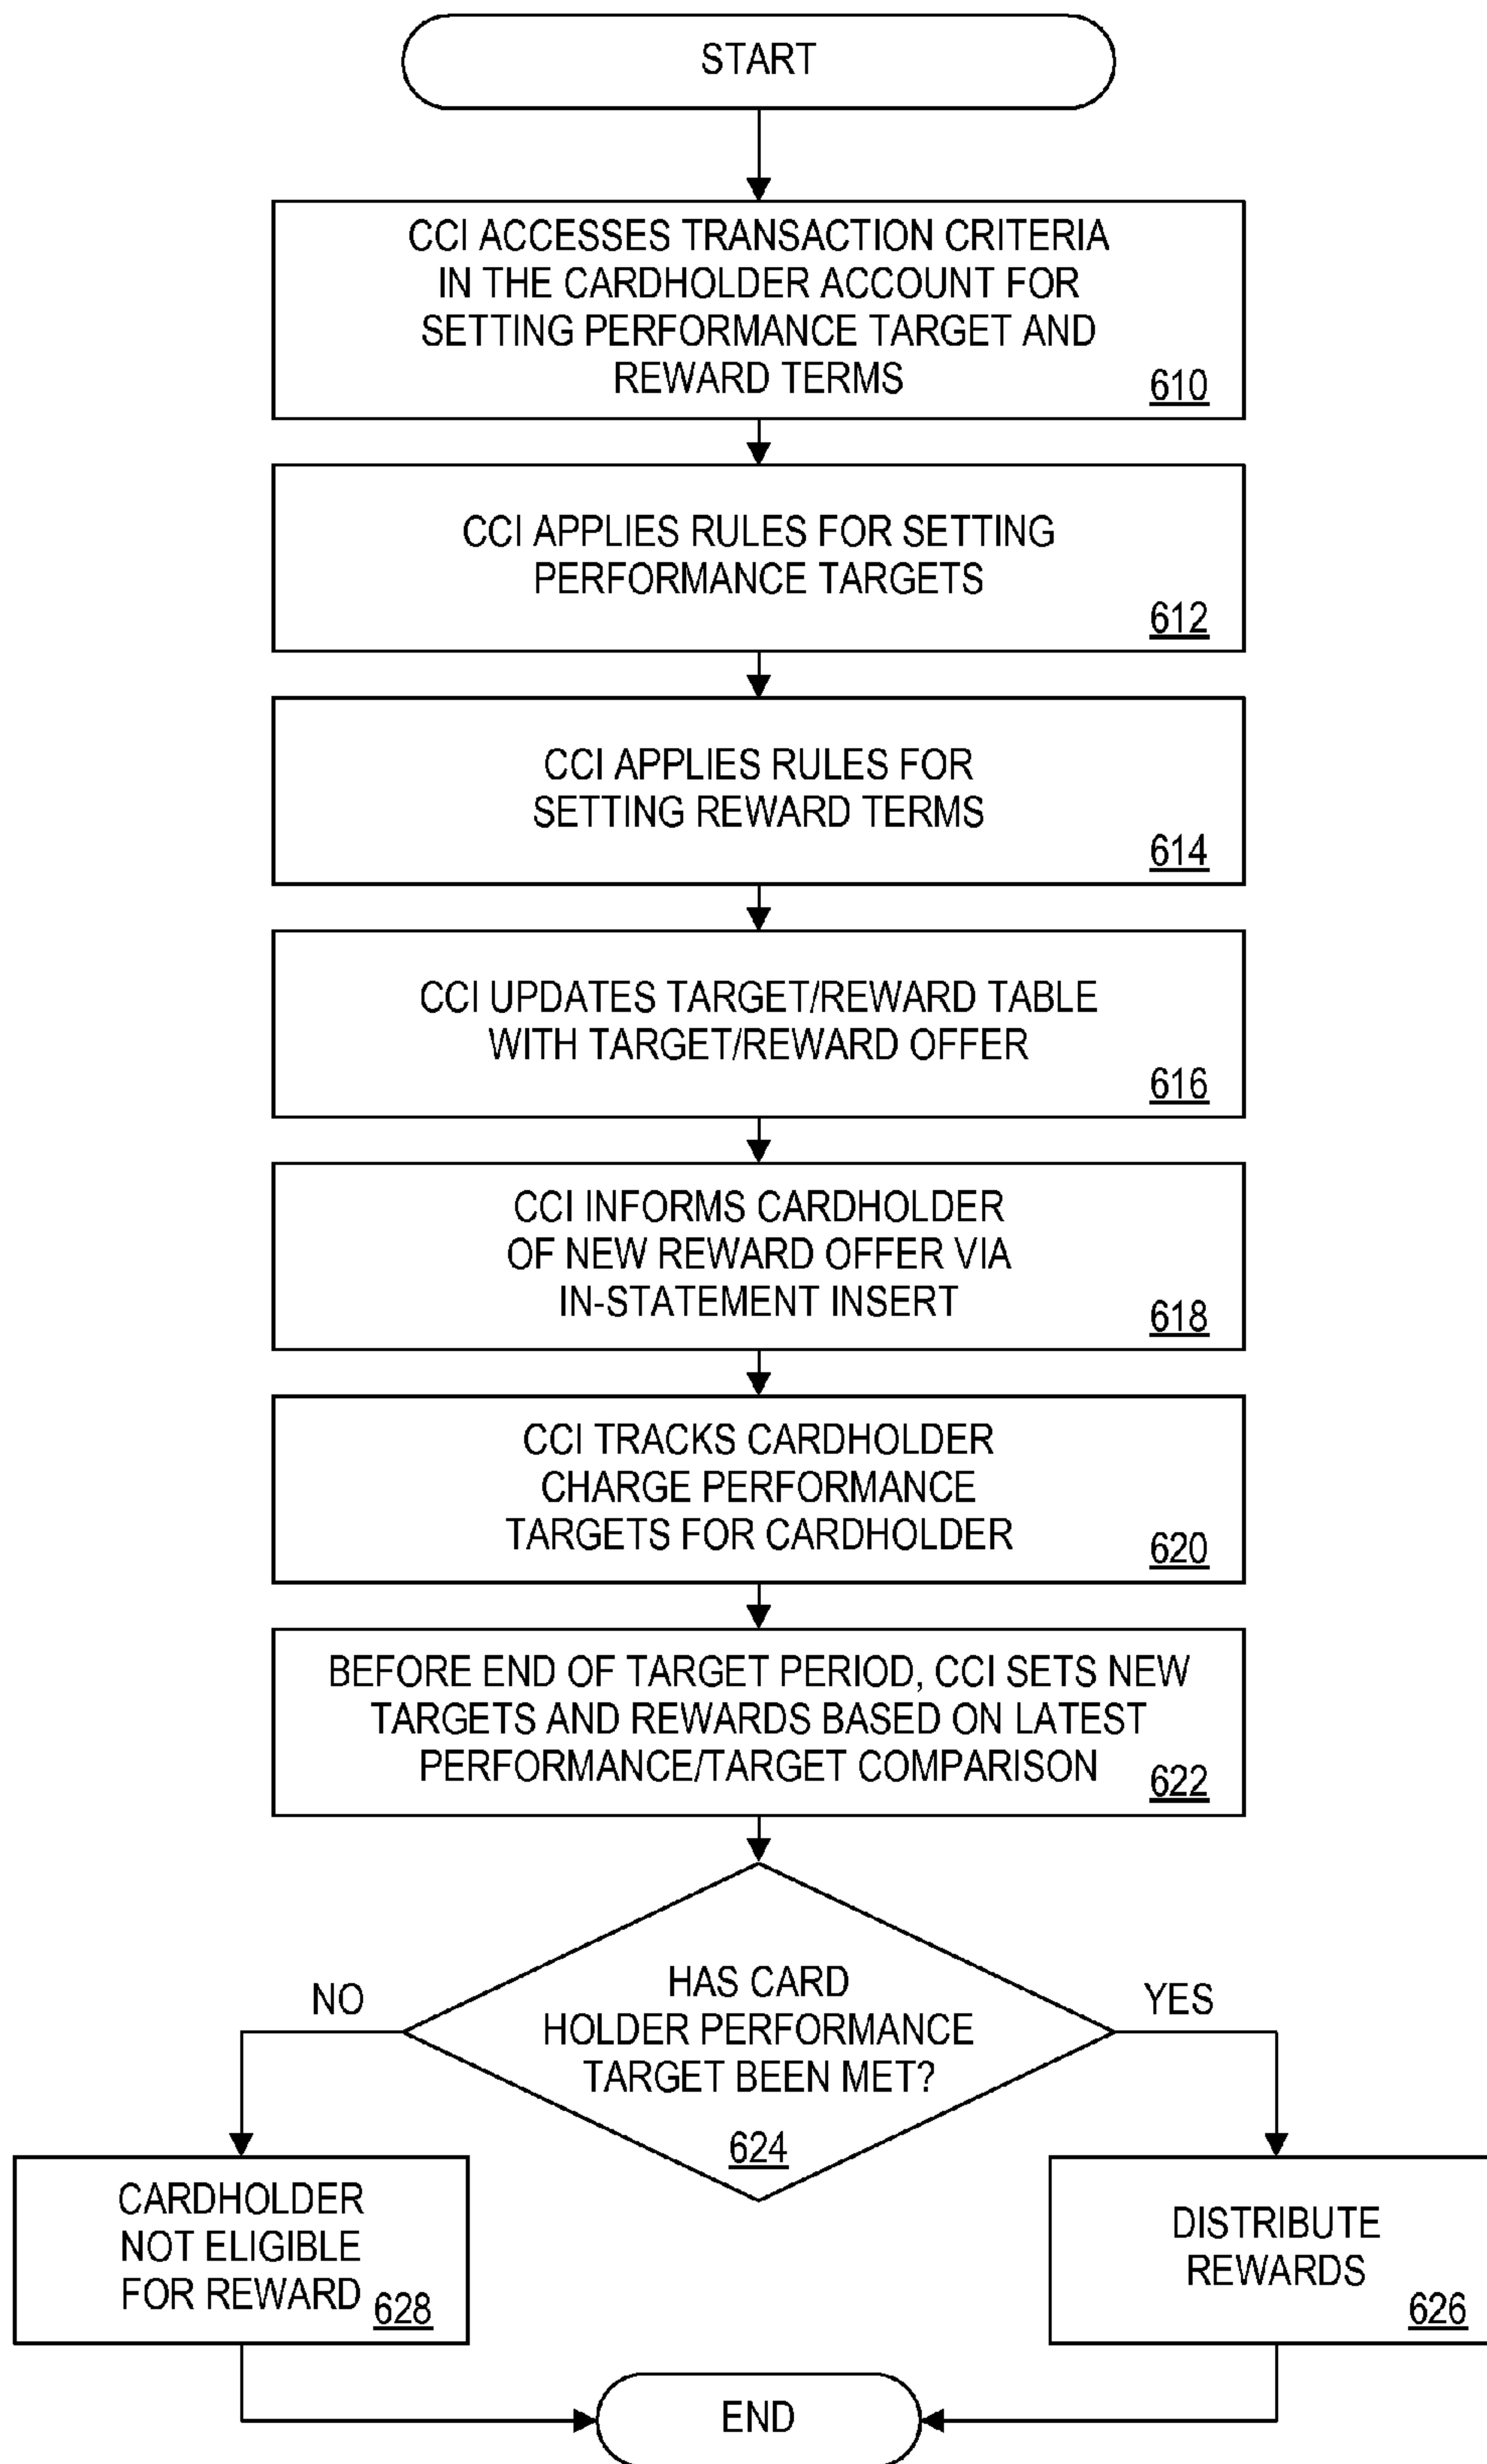 START
CCI ACCESSES TRANSACTION CRITERIA
IN THE CARDHOLDER ACCOUNT FOR
SETTING PERFORMANCE TARGET AND
REWARD TERMS
610
CCI APPLIES RULES FOR SETTING
PERFORMANCE TARGETS
612
CCI APPLIES RULES FOR
SETTING REWARD TERMS
614
CCI UPDATES TARGET/REWARD TABLE
WITH TARGET/REWARD OFFER
616
CCI INFORMS CARDHOLDER
OF NEW REWARD OFFER VIA
IN-STATEMENT INSERT
618
CCI TRACKS CARDHOLDER
CHARGE PERFORMANCE
TARGETS FOR CARDHOLDER
620
BEFORE END OF TARGET PERIOD, CCI SETS NEW
TARGETS AND REWARDS BASED ON LATEST
PERFORMANCE/TARGET COMPARISON
622
HAS CARD
HOLDER PERFORMANCE
TARGET BEEN MET?
624
NO
YES
CARDHOLDER
NOT ELIGIBLE
FOR REWARD
628
DISTRIBUTE
REWARDS
626
END